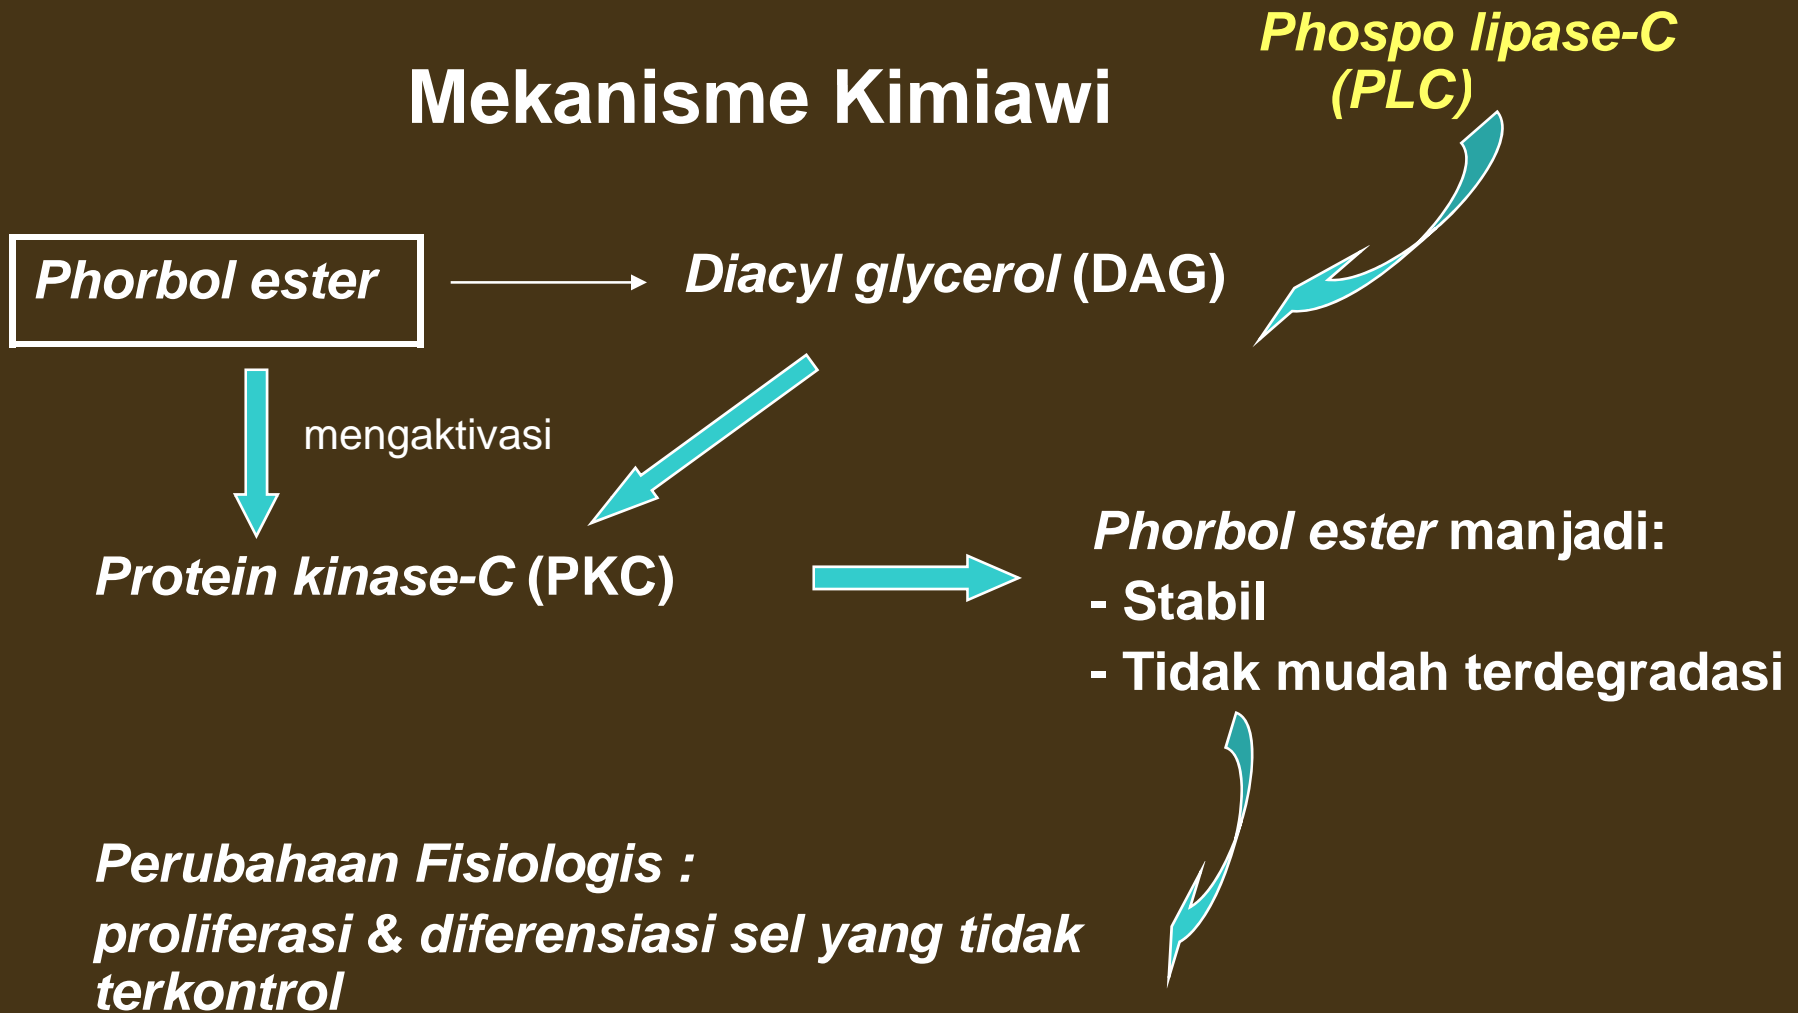 Phospo lipase-C
(PLC)
Mekanisme Kimiawi
Phorbol ester
Diacyl glycerol (DAG)
mengaktivasi
Protein kinase-C (PKC)
Phorbol ester manjadi:
- Stabil
- Tidak mudah terdegradasi
Perubahaan Fisiologis :
proliferasi & diferensiasi sel yang tidak
terkontrol